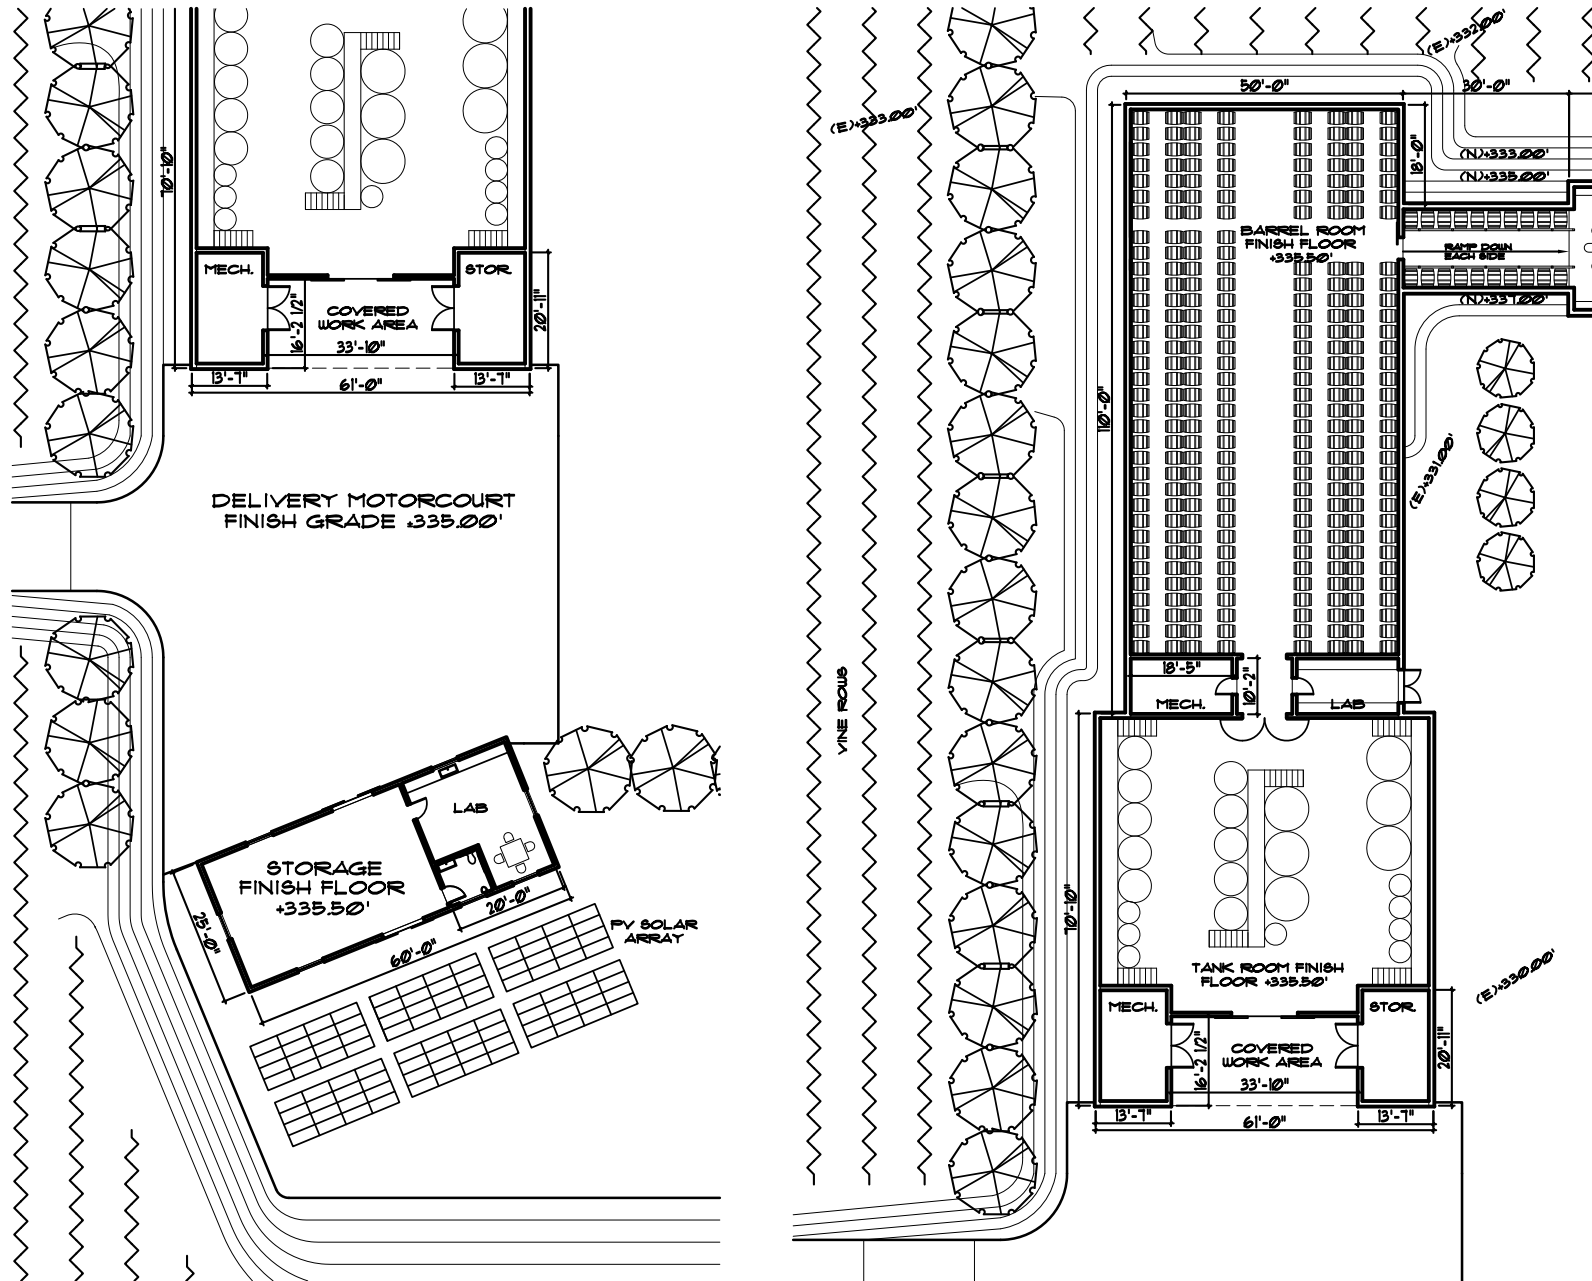 70'-10"
MECH.
STOR.
16'-2 1/2"
COVERED
WORK AREA
20'-11"
33'-10"
13'-7"
61'-0"
13'-7"
DELIVERY MOTORCOURT
FINISH GRADE +335.00'
LAB
STORAGE
FINISH FLOOR
+335.50'
25'-0"
20'-0"
60'-0"
PV SOLAR
ARRAY
(E)+332.00'
50'-0"
30'-0"
(E)+333.00'
18'-0"
(N)+333.00'
(N)+335.00'
BARREL ROOM
FINISH FLOOR
+335.50'
RAMP DOWN
EACH SIDE
(N)+331.00'
110'-0"
(E)+331.00'
VINE ROWS
18'-5"
10'-2"
MECH.
LAB
70'-10"
TANK ROOM FINISH
FLOOR +335.50'
(E)+330.00'
MECH.
STOR.
16'-2 1/2"
COVERED
WORK AREA
20'-11"
33'-10"
13'-7"
61'-0"
13'-7"